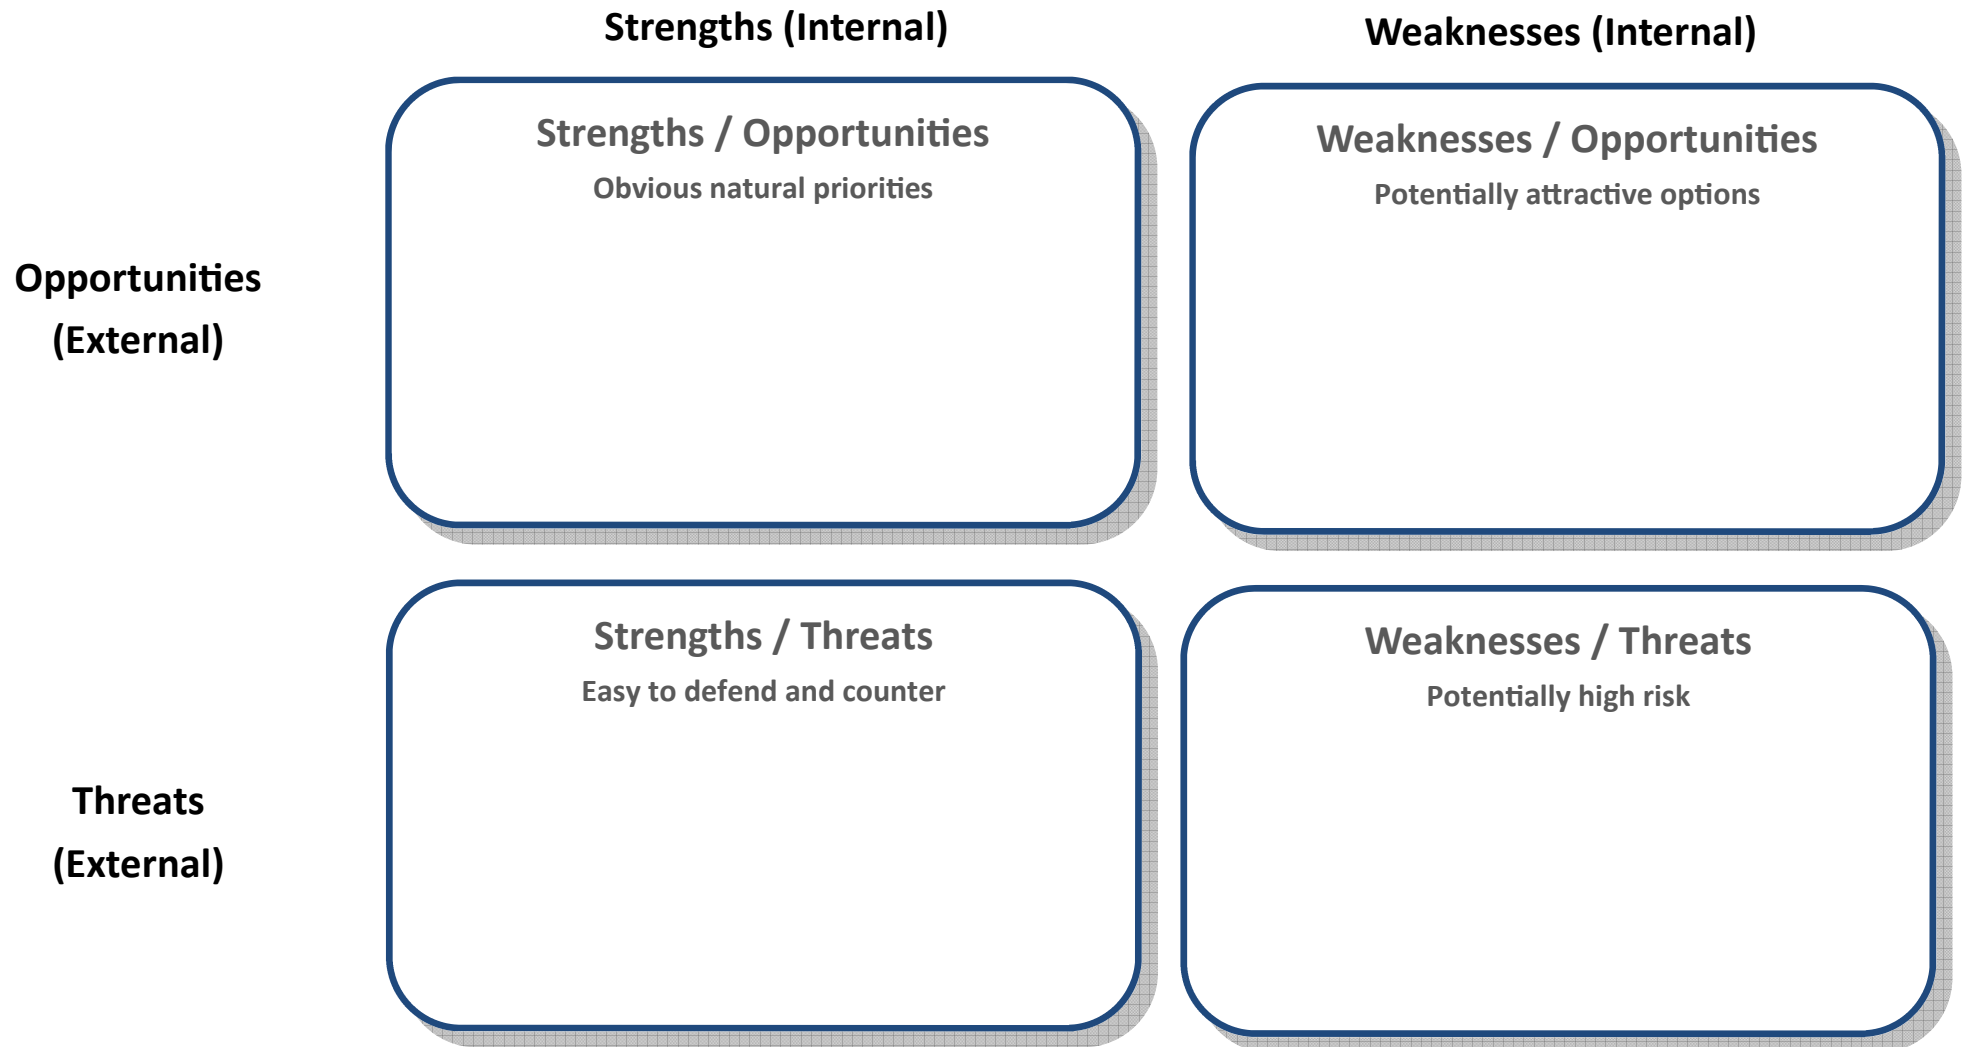 Strengths (Internal)
Weaknesses (Internal)
Opportunities
(External)
Strengths / Opportunities
Obvious natural priorities
Weaknesses / Opportunities
Potentially attractive options
Threats
(External)
Strengths / Threats
Easy to defend and counter
Weaknesses / Threats
Potentially high risk